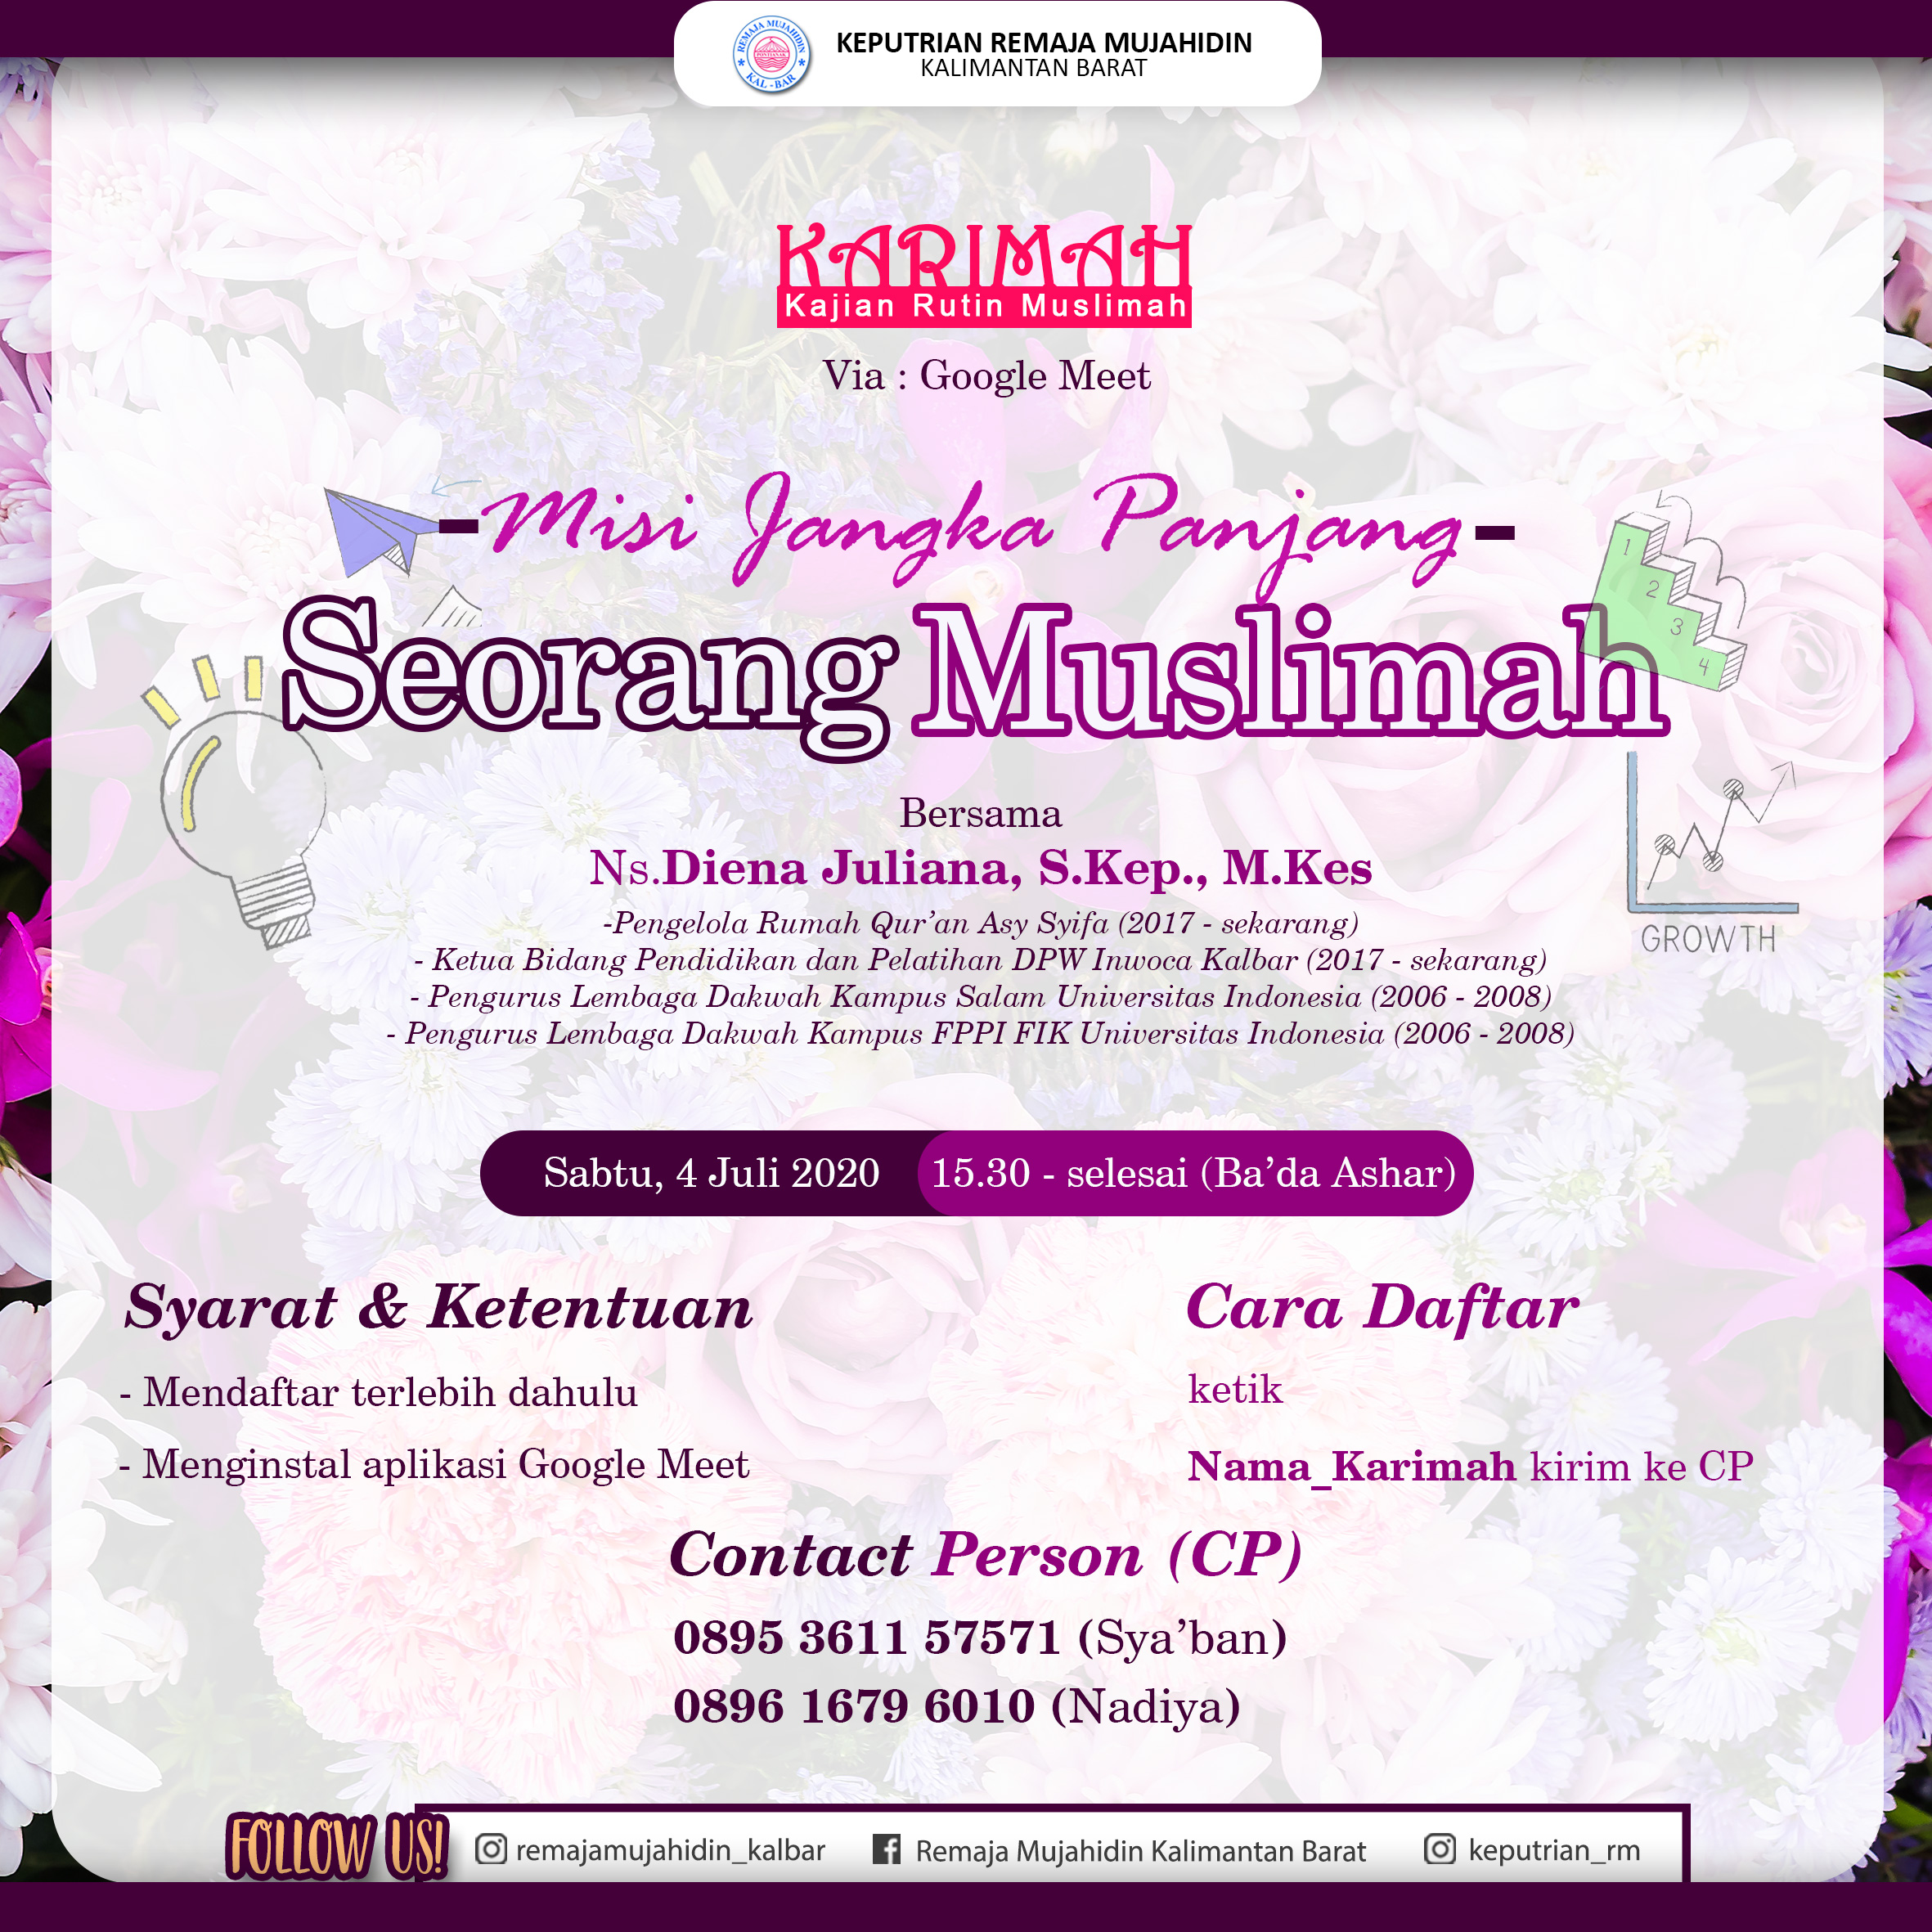 REMAJA MUJAHIDIN
PONTIANAK
KAL-BAR
KEPUTRIAN REMAJA MUJAHIDIN
KALIMANTAN BARAT
KARIMAH
Kajian Rutin Muslimah
Via : Google Meet
-Misi Jangka Panjang-
Seorang Muslimah
1
2
3
4
GROWTH
Bersama
Ns.Diena Juliana, S.Kep., M.Kes
-Pengelola Rumah Qur’an Asy Syifa (2017 - sekarang)
- Ketua Bidang Pendidikan dan Pelatihan DPW Inwoca Kalbar (2017 - sekarang)
- Pengurus Lembaga Dakwah Kampus Salam Universitas Indonesia (2006 - 2008)
- Pengurus Lembaga Dakwah Kampus FPPI FIK Universitas Indonesia (2006 - 2008)
Sabtu, 4 Juli 2020 15.30 - selesai (Ba’da Ashar)
Syarat & Ketentuan
- Mendaftar terlebih dahulu
- Menginstal aplikasi Google Meet
Cara Daftar
ketik
Nama_Karimah kirim ke CP
Contact Person (CP)
0895 3611 57571 (Sya’ban)
0896 1679 6010 (Nadiya)
FOLLOW US! remajamujahidin_kalbar Remaja Mujahidin Kalimantan Barat keputrian_rm